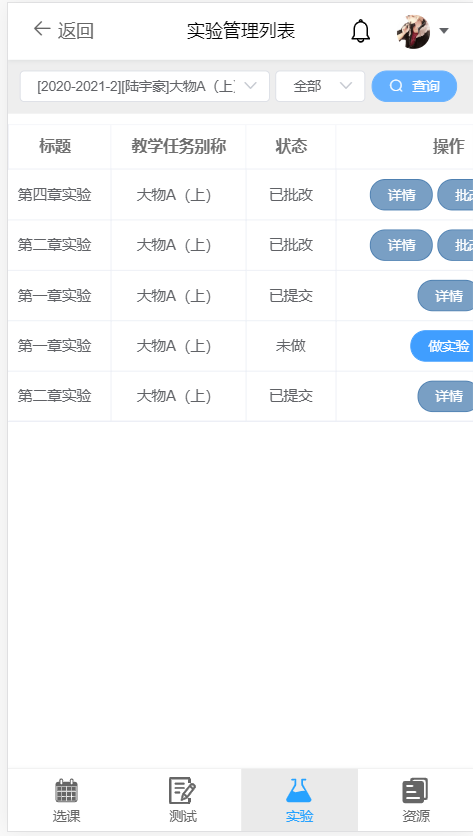 返回 实验管理列表
[2020-2021-2][陆宇豪]大物A（上] 全部 查询
标题 教学任务别称 状态 操作
第四章实验 大物A（上） 已批改 详情 批
第二章实验 大物A（上） 已批改 详情 批
第一章实验 大物A（上） 已提交 详情
第一章实验 大物A（上） 未做 做实验
第二章实验 大物A（上） 已提交 详情
选课 测试 实验 资源